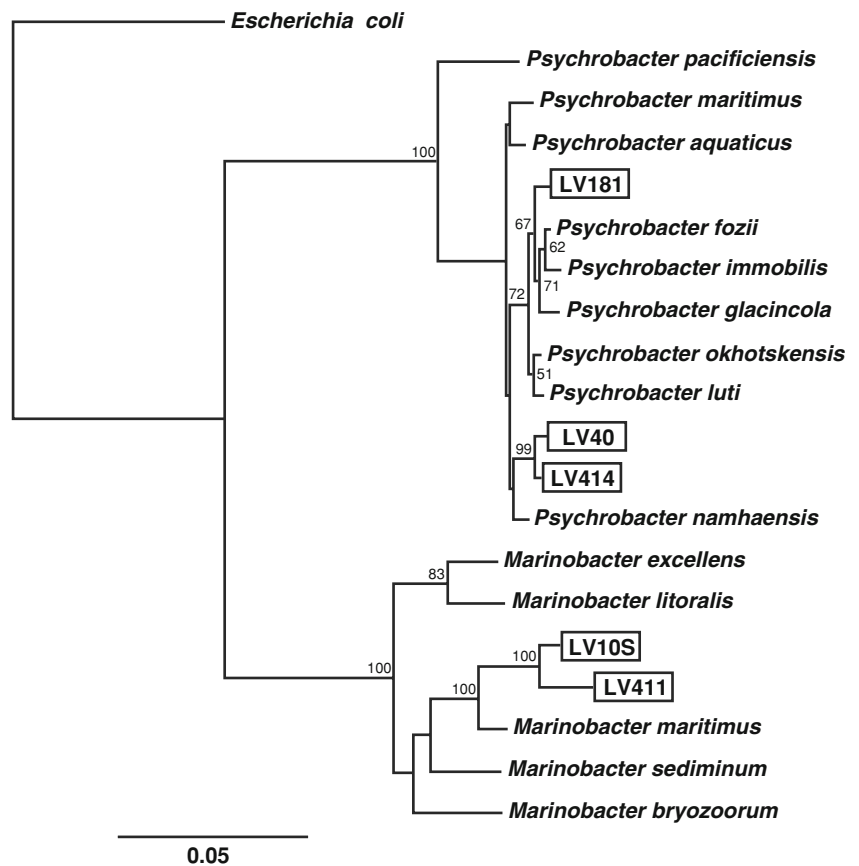 Escherichia coli
Psychrobacter pacificiensis
Psychrobacter maritimus
100
Psychrobacter aquaticus
LV181
67
Psychrobacter fozii
62
Psychrobacter immobilis
71
72
Psychrobacter glacincola
Psychrobacter okhotskensis
51
Psychrobacter luti
LV40
99
LV414
Psychrobacter namhaensis
Marinobacter excellens
83
Marinobacter litoralis
LV10S
100
100
LV411
100
Marinobacter maritimus
Marinobacter sediminum
Marinobacter bryozoorum
0.05